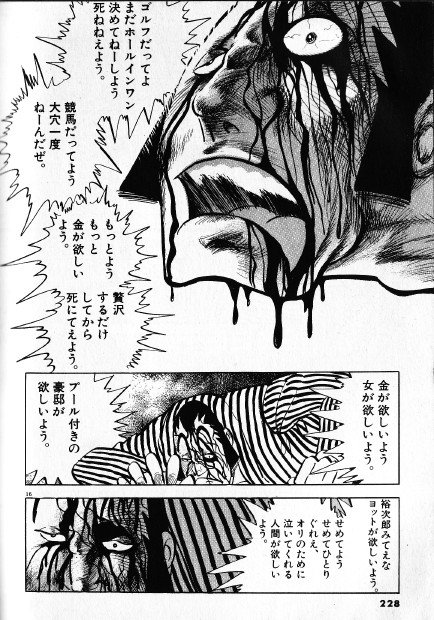 ゴルフだってよ
まだホールインワン
決めてねーしよう
死ねねえよう。
競馬だってよう
大穴一度
ねーんだぜ。
もっとよう
もっと
金が欲しい
よう。
贅沢
するだけ
してから
死にてえよう。
金が欲しいよう
女が欲しいよう。
プール付きの
豪邸が
欲しいよう。
16
裕次郎みてえな
ヨットが欲しいよう。
せめてよう
せめてひとり
ぐれえ、
オリのために
泣いてくれる
人間が欲しい
よう。
228